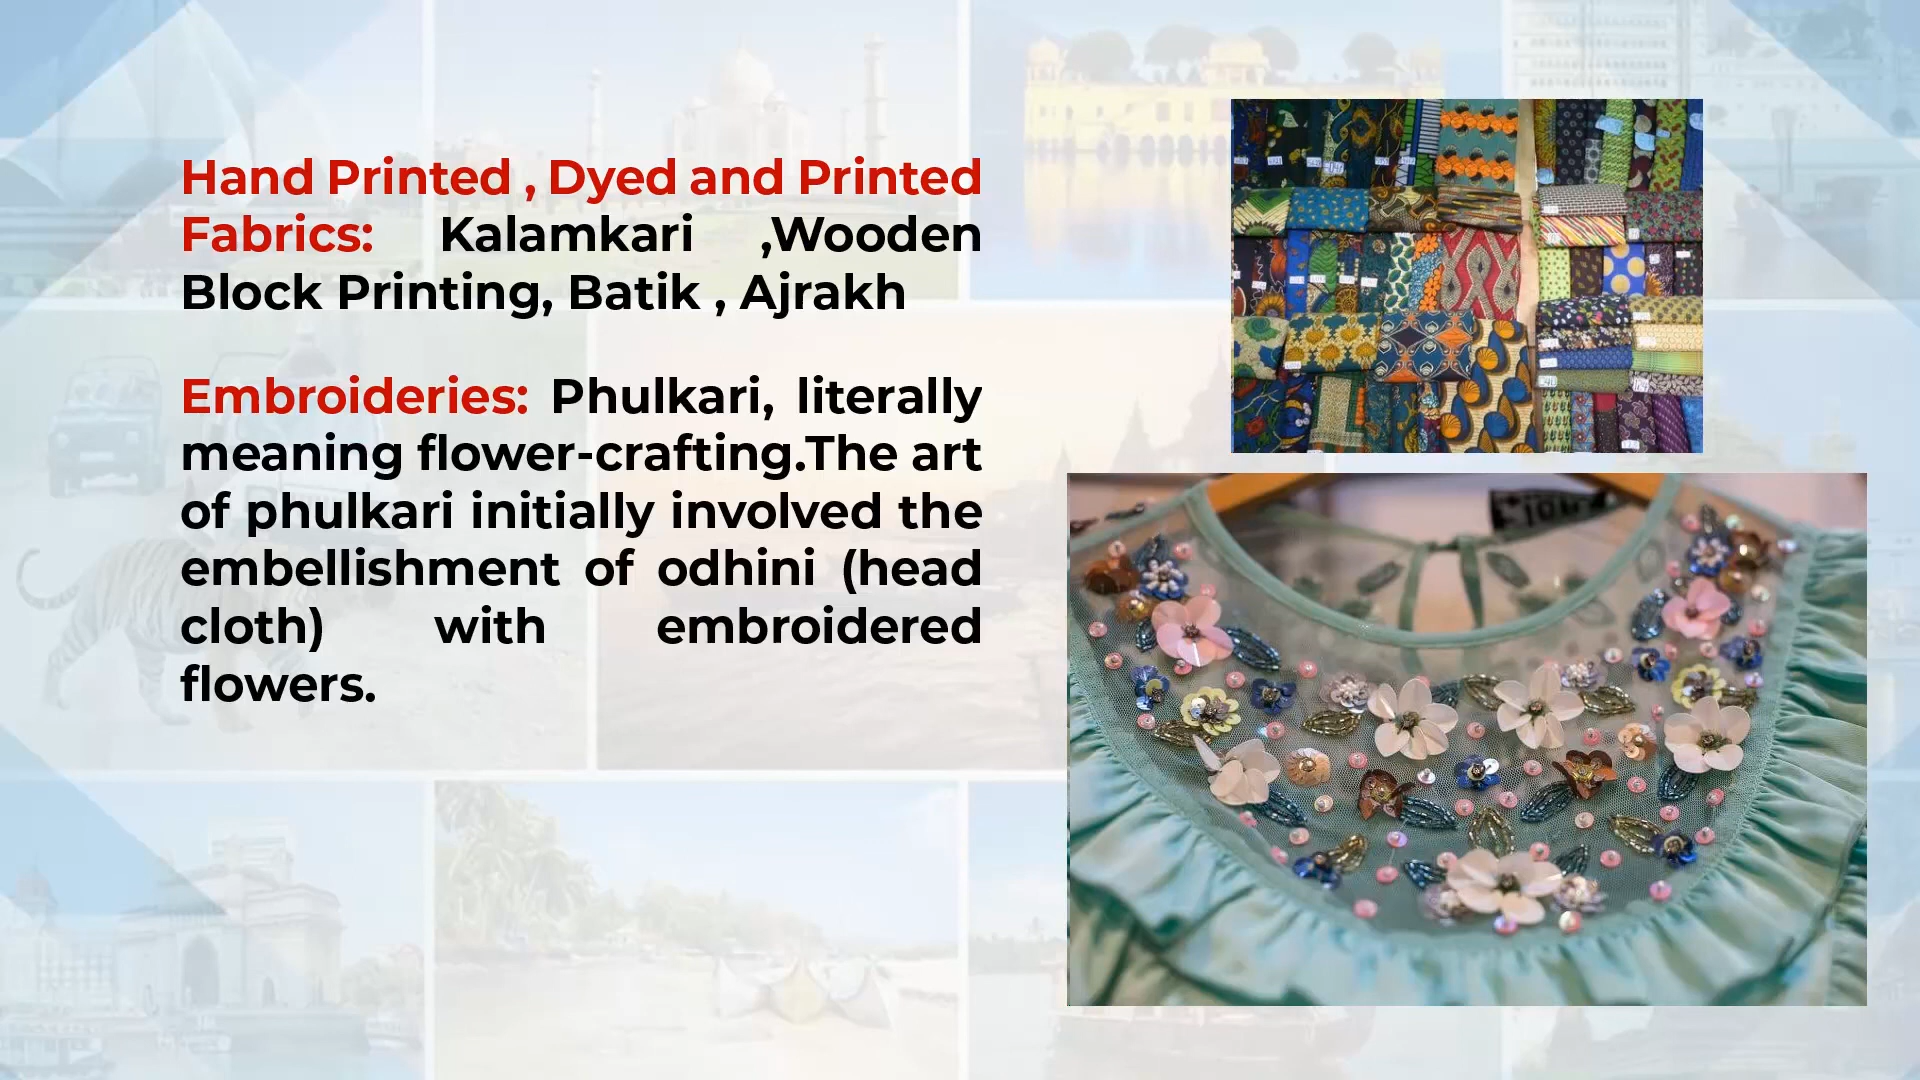 Hand Printed , Dyed and Printed
Fabrics: Kalamkari ,Wooden
Block Printing, Batik , Ajrakh
Embroideries: Phulkari, literally
meaning flower-crafting.The art
of phulkari initially involved the
embellishment of odhini (head
cloth) with embroidered
flowers.